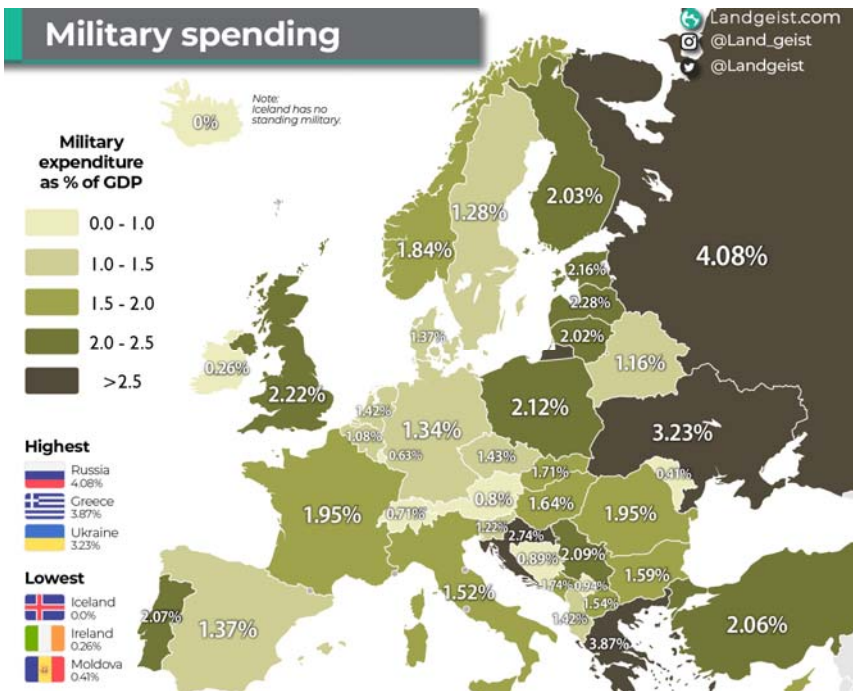 Military spending
Landgeist.com
@Land_geist
@Landgeist
Note:
Iceland has no
standing military.
0%
Military
expenditure
as % of GDP
0.0 - 1.0
1.0 - 1.5
1.5 - 2.0
2.0 - 2.5
>2.5
1.28%
2.03%
1.84%
4.08%
2.16%
2.28%
2.02%
1.37%
1.16%
0.26%
2.22%
2.12%
1.42%
1.34%
1.08%
0.63%
1.43%
3.23%
1.71%
0.41%
0.8%
1.64%
0.71%
1.95%
1.95%
1.22%
2.74%
0.89%
2.09%
1.59%
1.52%
1.74%
0.94%
1.54%
1.42%
2.07%
1.37%
3.87%
2.06%
Highest
Russia
4.08%
Greece
3.87%
Ukraine
3.23%
Lowest
Iceland
0.0%
Ireland
0.26%
Moldova
0.41%